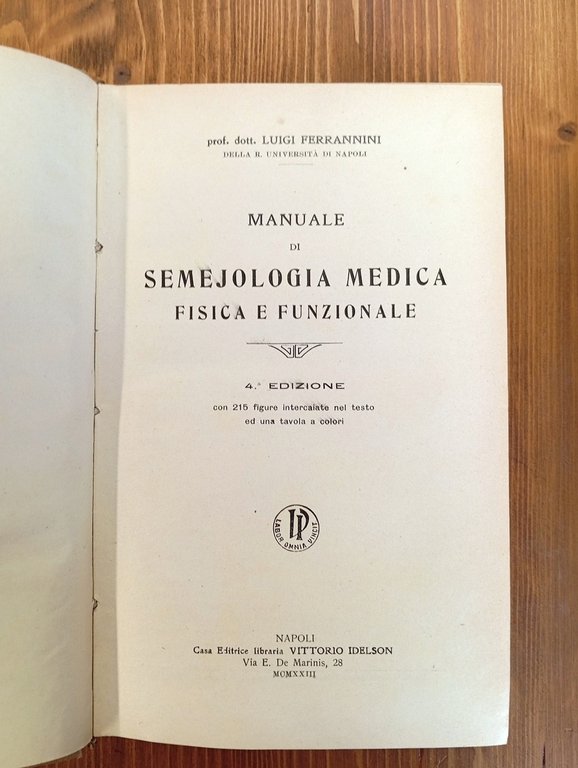 prof. dott. LUIGI FERRANNINI
DELLA R. UNIVERSITÀ DI NAPOLI
MANUALE
DI
SEMEJOLOGIA MEDICA
FISICA E FUNZIONALE
4.ª EDIZIONE
con 215 figure intercalate nel testo
ed una tavola a colori
LABOR OMNIA VINCIT
NAPOLI
Casa Editrice libraria VITTORIO IDELSON
Via E. De Marinis, 28
MCMXXIII